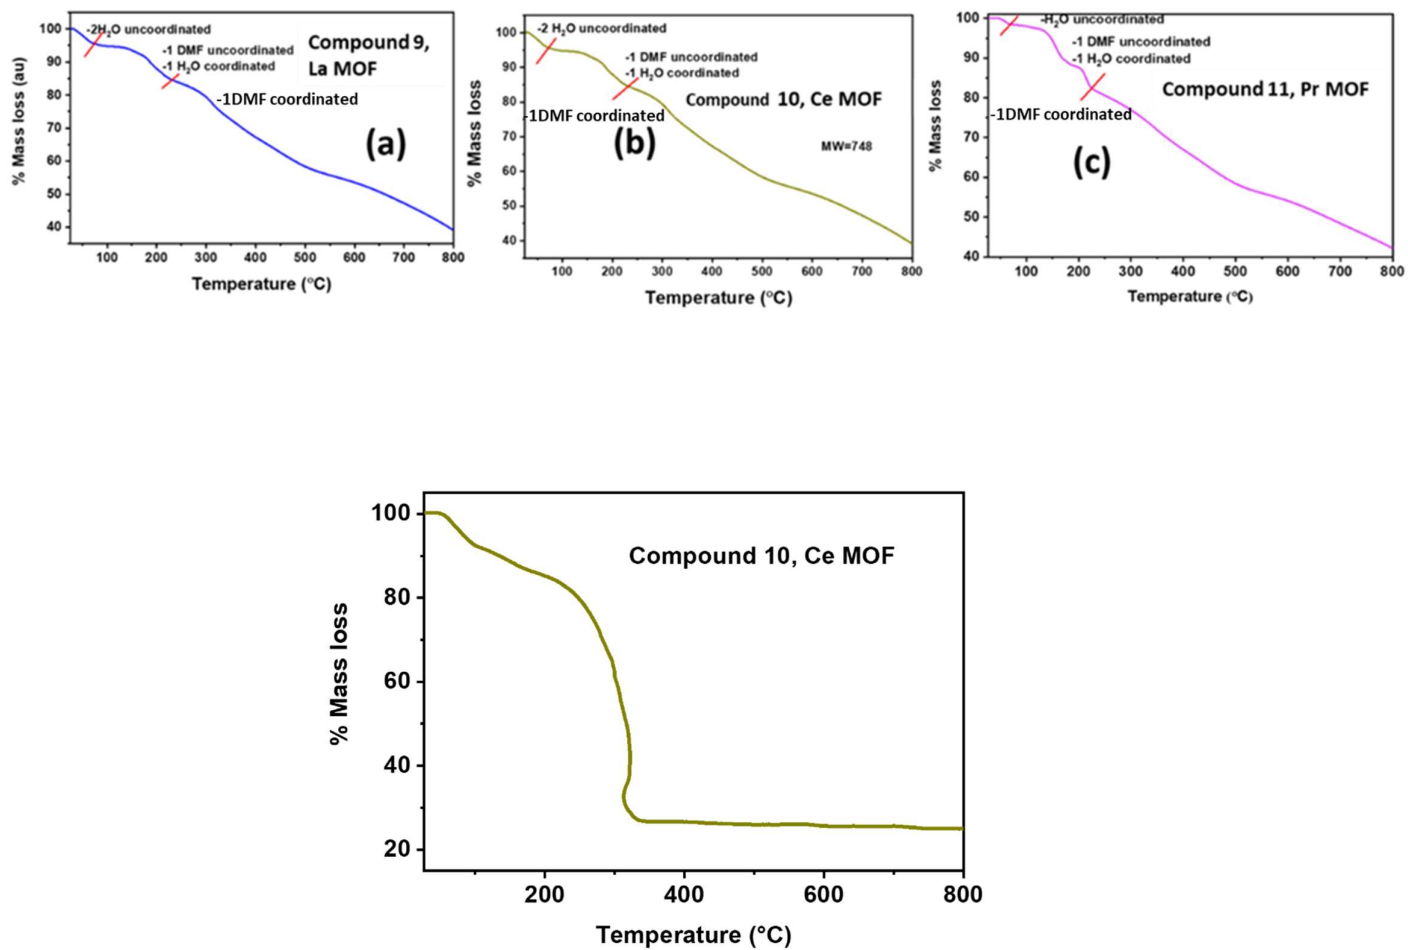 100
90
80
70
60
50
40
% Mass loss (au)
-2H2O uncoordinated
-1 DMF uncoordinated
-1 H2O coordinated
-1DMF coordinated
Compound 9,
La MOF
(a)
100 200 300 400 500 600 700 800
Temperature (°C)
100
90
80
70
60
50
40
% Mass loss
-2 H2O uncoordinated
-1 DMF uncoordinated
-1 H2O coordinated
Compound 10, Ce MOF
-1DMF coordinated
(b)
MW=748
100 200 300 400 500 600 700 800
Temperature (°C)
100
90
80
70
60
50
40
% Mass loss
-H2O uncoordinated
-1 DMF uncoordinated
-1 H2O coordinated
Compound 11, Pr MOF
-1DMF coordinated
(c)
100 200 300 400 500 600 700 800
Temperature (°C)
100
80
60
40
20
% Mass loss
Compound 10, Ce MOF
200 400 600 800
Temperature (°C)